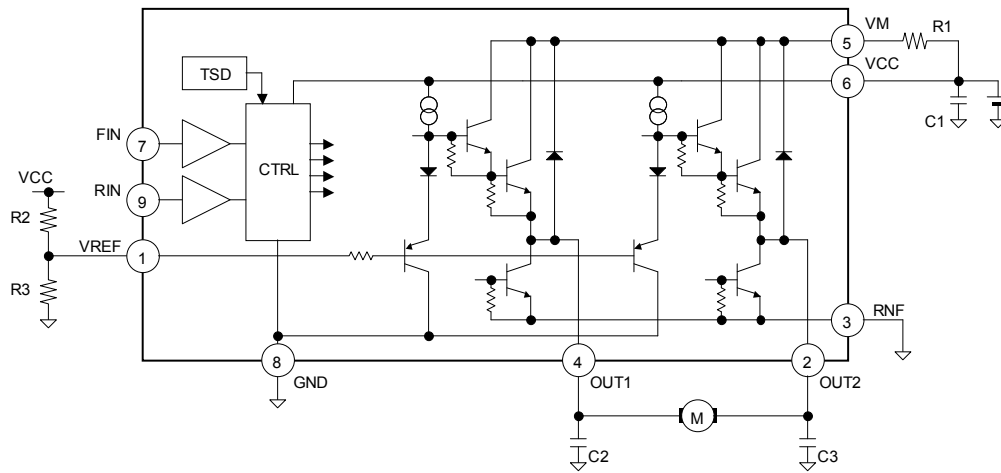 VM
R1
5
VCC
6
TSD
C1
FIN
7
CTRL
VCC
RIN
9
R2
VREF
1
R3
RNF
3
8
4
2
GND
OUT1
OUT2
M
C2
C3